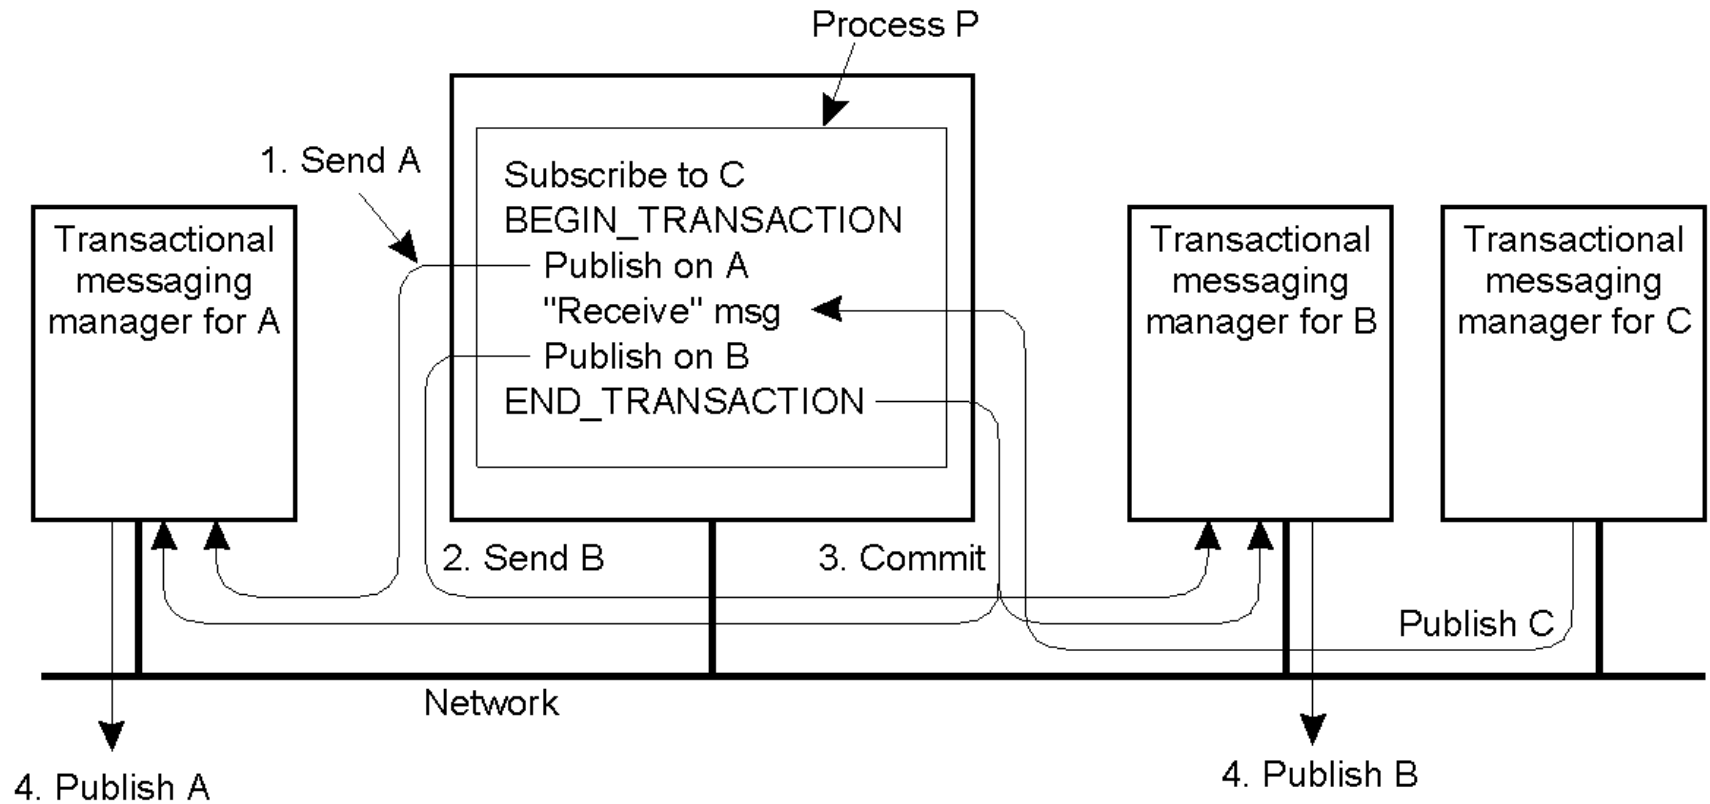 Process P
1. Send A
Subscribe to C
BEGIN_TRANSACTION
Publish on A
"Receive" msg
Publish on B
END_TRANSACTION
Transactional
messaging
manager for A
Transactional
messaging
manager for B
Transactional
messaging
manager for C
2. Send B
3. Commit
Publish C
Network
4. Publish A
4. Publish B